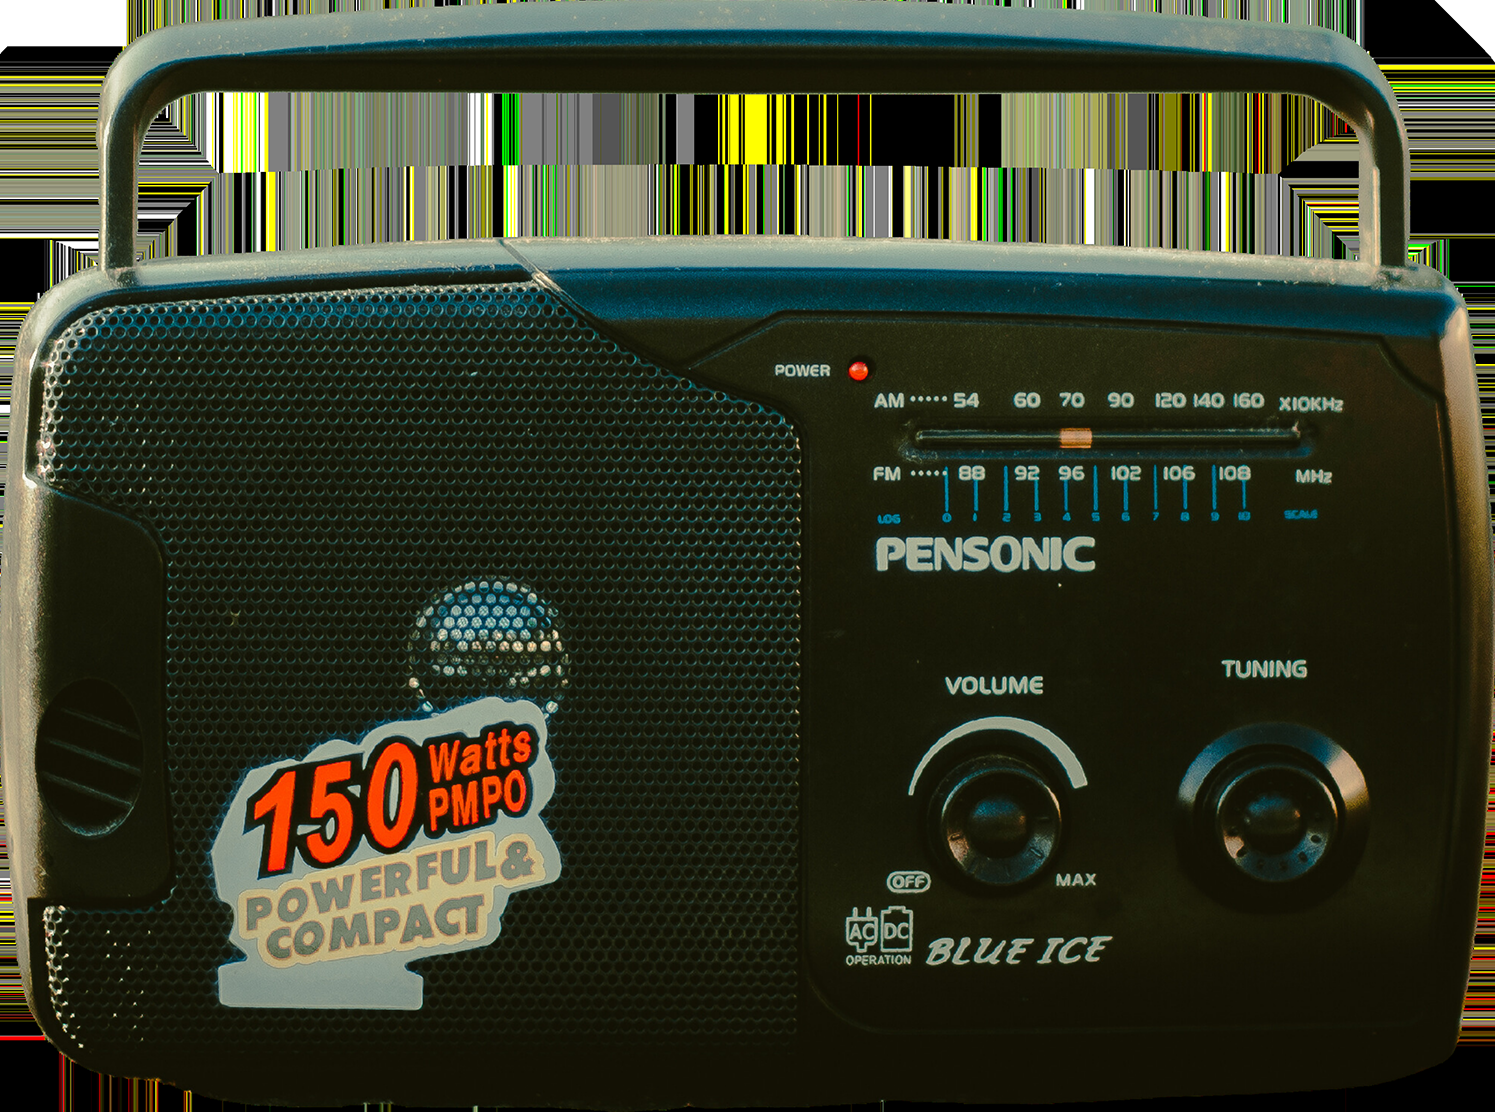 POWER
AM ····· 54 60 70 90 120 140 160 X10KHz
FM ····· 88 92 96 102 106 108 MHz
LOG 0 1 2 3 4 5 6 7 8 9 10 SCALE
PENSONIC
VOLUME
TUNING
OFF
MAX
AC DC
OPERATION
BLUE ICE
150 Watts
PMPO
POWERFUL &
COMPACT